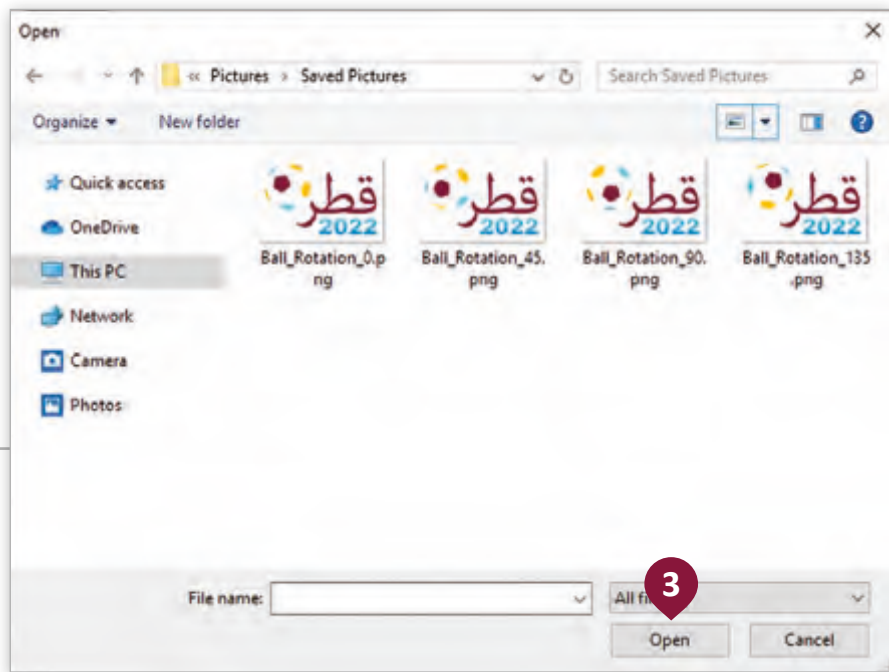 Open
Pictures > Saved Pictures
Search Saved Pictures
Organize
New folder
Quick access
OneDrive
This PC
Network
Camera
Photos
قطر
2022
Ball_Rotation_0.p
ng
قطر
2022
Ball_Rotation_45.
png
قطر
2022
Ball_Rotation_90.
png
قطر
2022
Ball_Rotation_135
.png
File name:
All fi
3
Open
Cancel